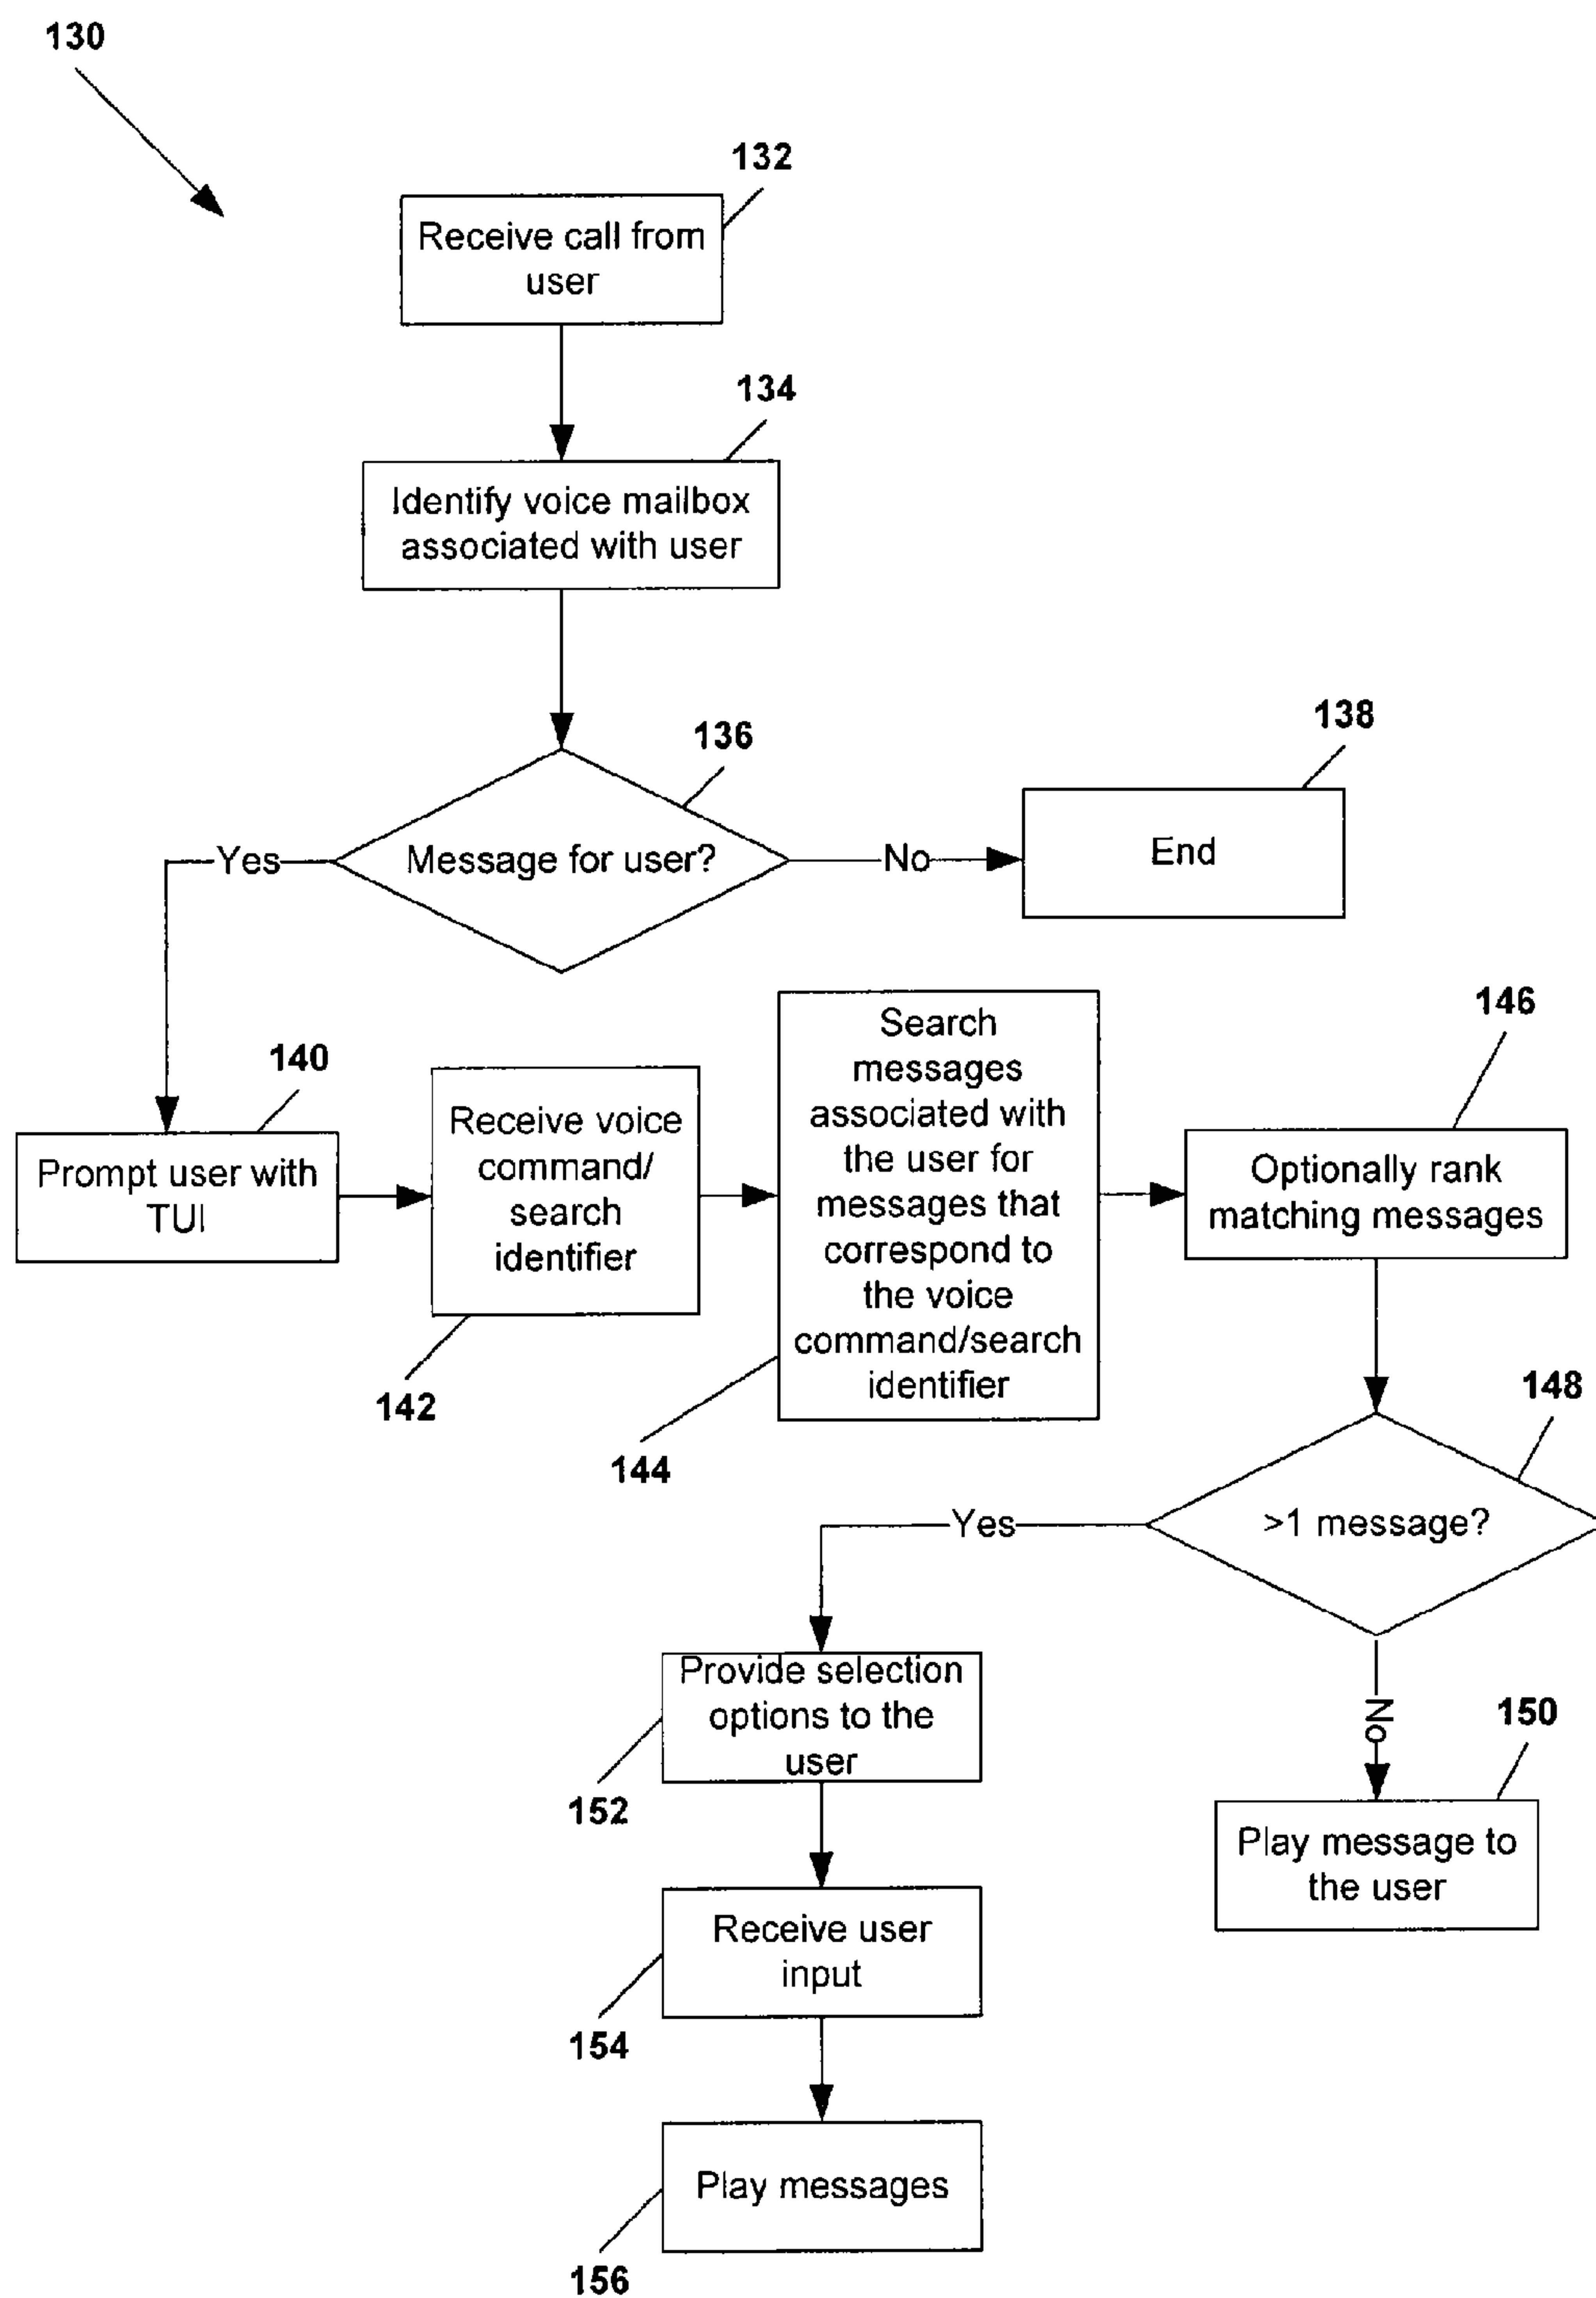 130
132
Receive call from
user
134
Identify voice mailbox
associated with user
136
138
Message for user?
Yes
No
End
140
Prompt user with
TUI
Receive voice
command/
search
identifier
142
Search
messages
associated with
the user for
messages that
correspond to
the voice
command/search
identifier
144
146
Optionally rank
matching messages
148
>1 message?
Yes
No
150
Play message to
the user
Provide selection
options to the
user
152
Receive user
input
154
Play messages
156